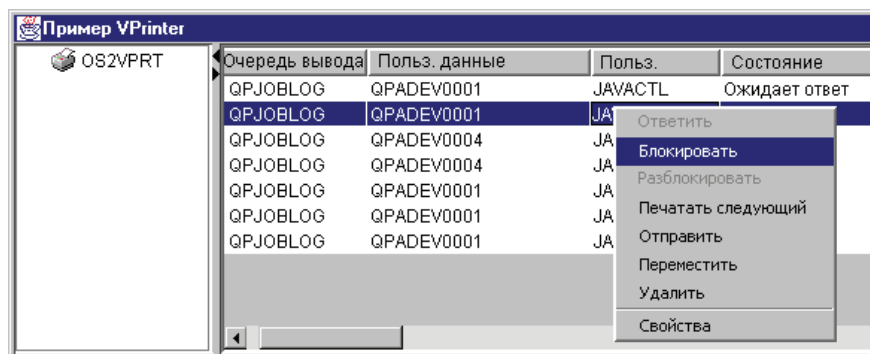 Пример VPrinter
OS2VPRT
Очередь вывода Польз. данные Польз. Состояние
QPJOBLOG QPADEV0001 JAVACTL Ожидает ответ
QPJOBLOG QPADEV0001
QPJOBLOG QPADEV0004
QPJOBLOG QPADEV0004
QPJOBLOG QPADEV0001
QPJOBLOG QPADEV0001
QPJOBLOG QPADEV0001
Ответить
Блокировать
Разблокировать
Печатать следующий
Отправить
Переместить
Удалить
Свойства